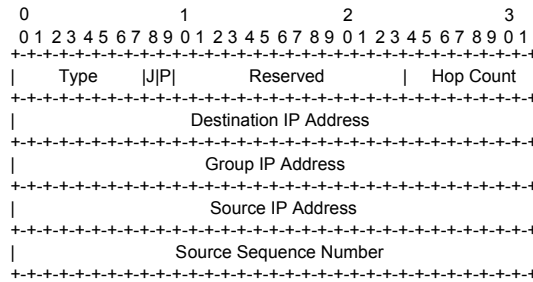 0 1 2 3
0 1 2 3 4 5 6 7 8 9 0 1 2 3 4 5 6 7 8 9 0 1 2 3 4 5 6 7 8 9 0 1
+-+-+-+-+-+-+-+-+-+-+-+-+-+-+-+-+-+-+-+-+-+-+-+-+-+-+-+-+-+-+-+-+
| Type |J|P| Reserved | Hop Count
+-+-+-+-+-+-+-+-+-+-+-+-+-+-+-+-+-+-+-+-+-+-+-+-+-+-+-+-+-+-+-+-+
| Destination IP Address
+-+-+-+-+-+-+-+-+-+-+-+-+-+-+-+-+-+-+-+-+-+-+-+-+-+-+-+-+-+-+-+-+
| Group IP Address
+-+-+-+-+-+-+-+-+-+-+-+-+-+-+-+-+-+-+-+-+-+-+-+-+-+-+-+-+-+-+-+-+
| Source IP Address
+-+-+-+-+-+-+-+-+-+-+-+-+-+-+-+-+-+-+-+-+-+-+-+-+-+-+-+-+-+-+-+-+
| Source Sequence Number
+-+-+-+-+-+-+-+-+-+-+-+-+-+-+-+-+-+-+-+-+-+-+-+-+-+-+-+-+-+-+-+-+